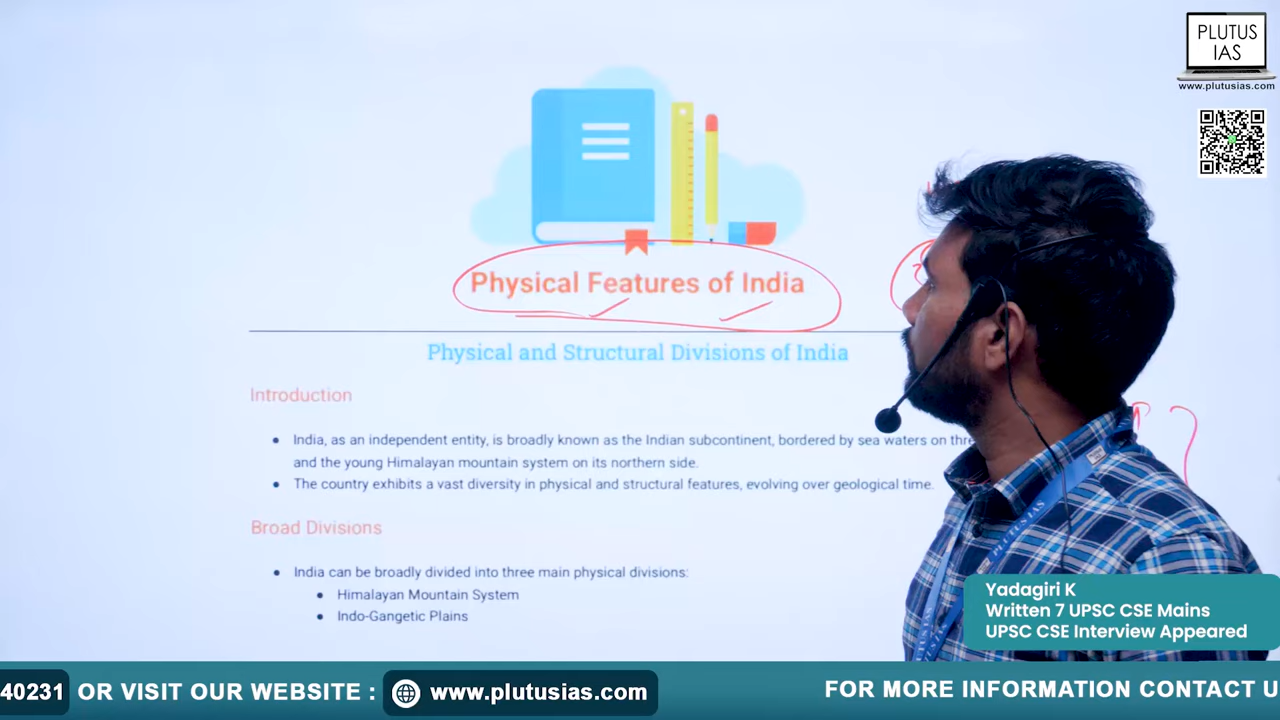 PLUTUS
IAS
www.plutusias.com
Physical Features of India
Physical and Structural Divisions of India
Introduction
India, as an independent entity, is broadly known as the Indian subcontinent, bordered by sea waters on
and the young Himalayan mountain system on its northern side.
The country exhibits a vast diversity in physical and structural features, evolving over geological time.
Broad Divisions
India can be broadly divided into three main physical divisions:
Himalayan Mountain System
Indo-Gangetic Plains
PLUTUS IAS
Yadagiri K
Written 7 UPSC CSE Mains
UPSC CSE Interview Appeared
40231 OR VISIT OUR WEBSITE : www.plutusias.com FOR MORE INFORMATION CONTACT U